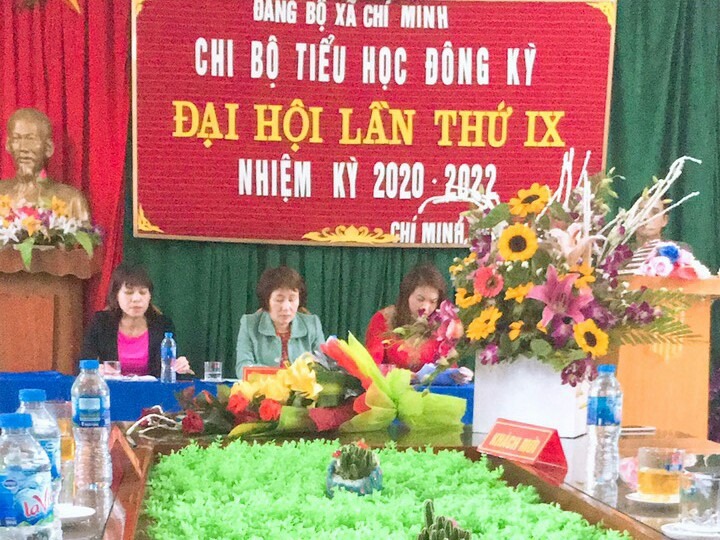 ĐẢNG BỘ XÃ CHÍ MINH
CHI BỘ TIỂU HỌC ĐÔNG KỲ
ĐẠI HỘI LẦN THỨ IX
NHIỆM KỲ 2020 - 2022
CHÍ MINH,
KHÁCH MỜI
laVie